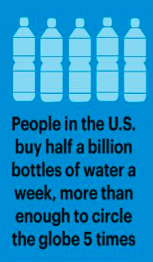 People in the U.S.
buy half a billion
bottles of water a
week, more than
enough to circle
the globe 5 times